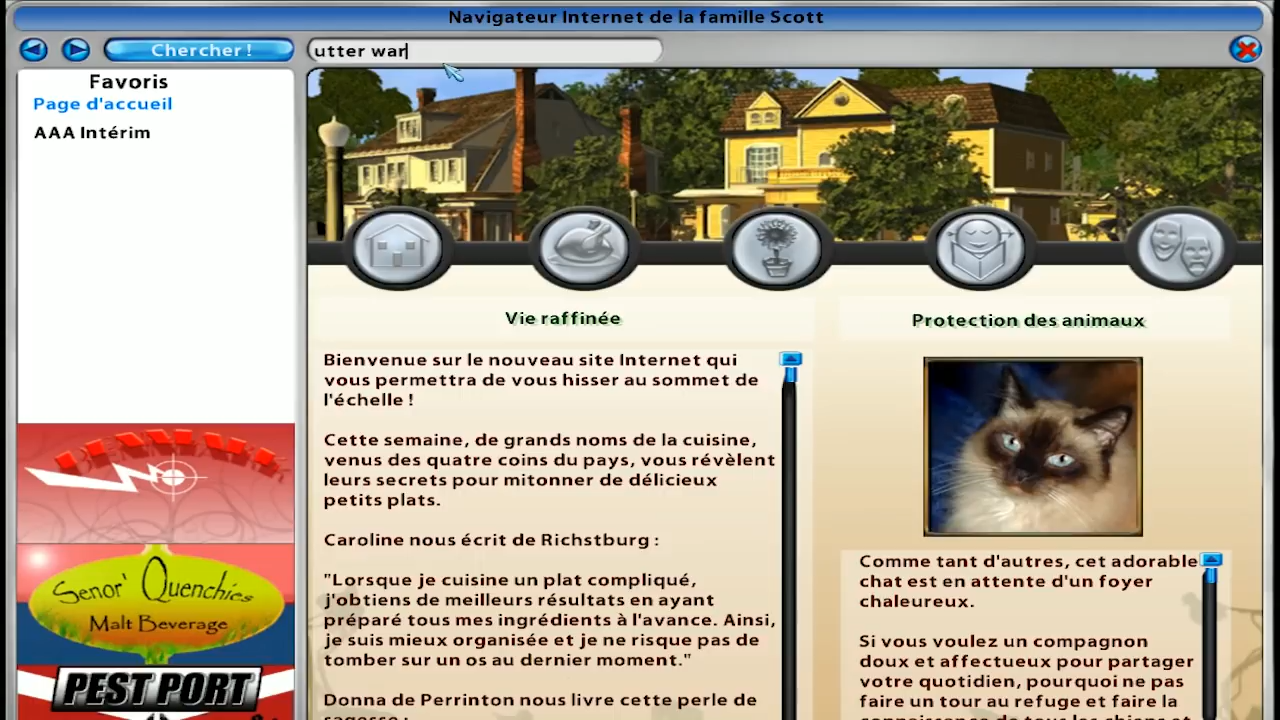 Navigateur Internet de la famille Scott
Chercher !
utter war
Favoris
Page d'accueil
AAA Intérim
Senor' Quenchies
Malt Beverage
PEST PORT
Vie raffinée
Bienvenue sur le nouveau site Internet qui
vous permettra de vous hisser au sommet de
l'échelle !
Cette semaine, de grands noms de la cuisine,
venus des quatre coins du pays, vous révèlent
leurs secrets pour mitonner de délicieux
petits plats.
Caroline nous écrit de Richstburg :
"Lorsque je cuisine un plat compliqué,
j'obtiens de meilleurs résultats en ayant
préparé tous mes ingrédients à l'avance. Ainsi,
je suis mieux organisée et je ne risque pas de
tomber sur un os au dernier moment."
Donna de Perrinton nous livre cette perle de
sagesse :
Protection des animaux
Comme tant d'autres, cet adorable
chat est en attente d'un foyer
chaleureux.
Si vous voulez un compagnon
doux et affectueux pour partager
votre quotidien, pourquoi ne pas
faire un tour au refuge et faire la
connaissance de tous les chiens et